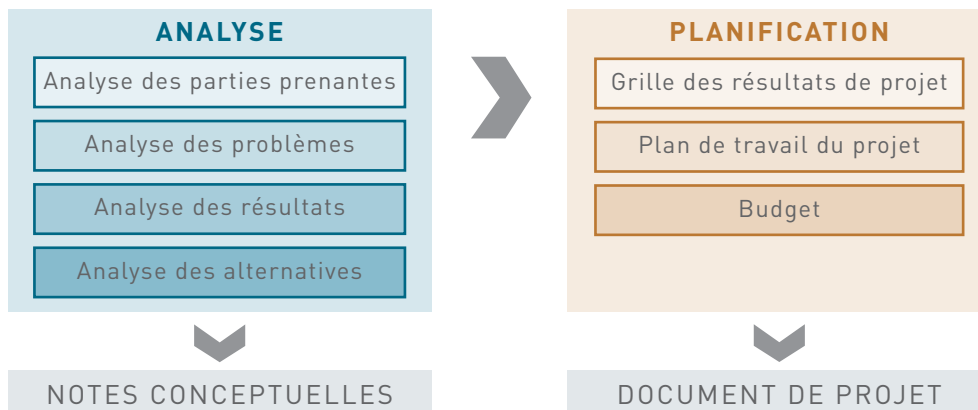 ANALYSE
Analyse des parties prenantes
Analyse des problèmes
Analyse des résultats
Analyse des alternatives
NOTES CONCEPTUELLES
PLANIFICATION
Grille des résultats de projet
Plan de travail du projet
Budget
DOCUMENT DE PROJET